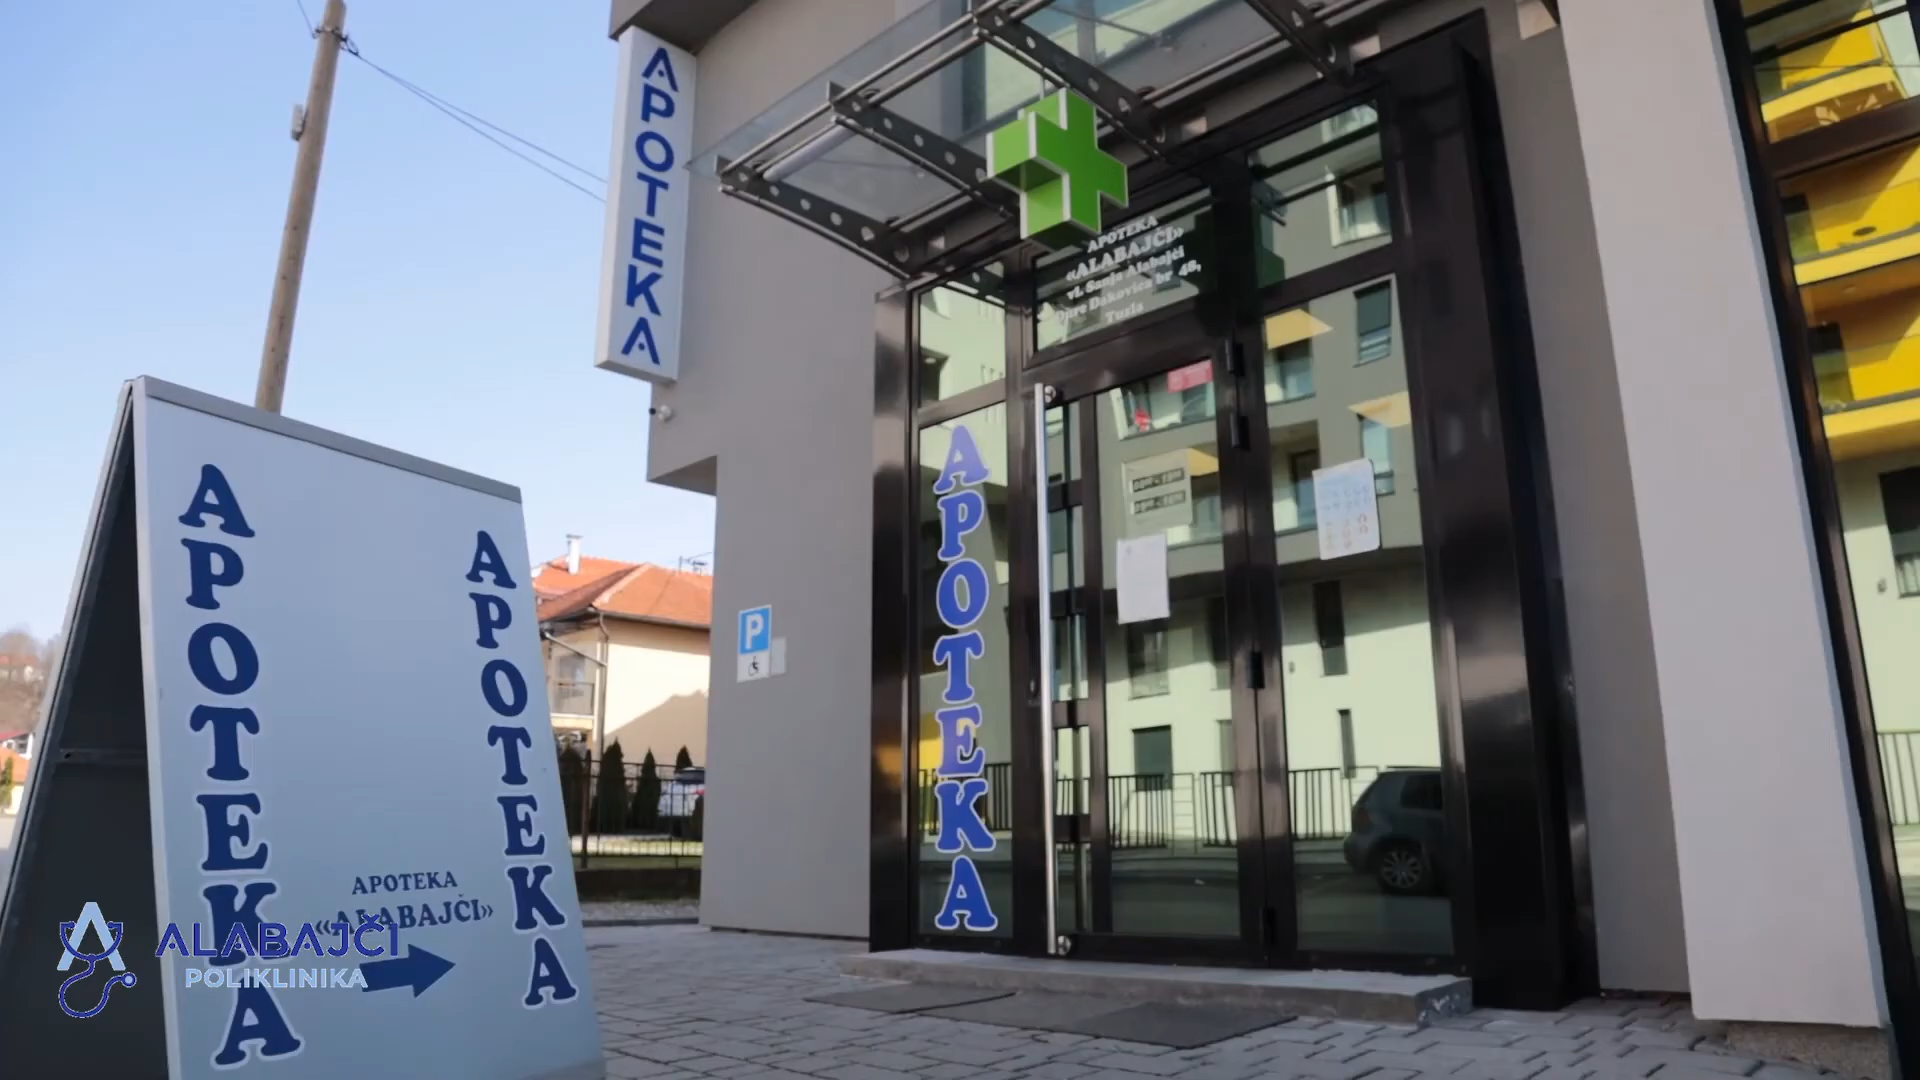 APOTEKA
APOTEKA
«ALABAJČI»
vl. Sanja Alabajči
Đure Đakovića br 48,
Tuzla
APOTEKA
P
APOTEKA
APOTEKA
APOTEKA
«ALABAJČI»
ALABAJČI
POLIKLINIKA